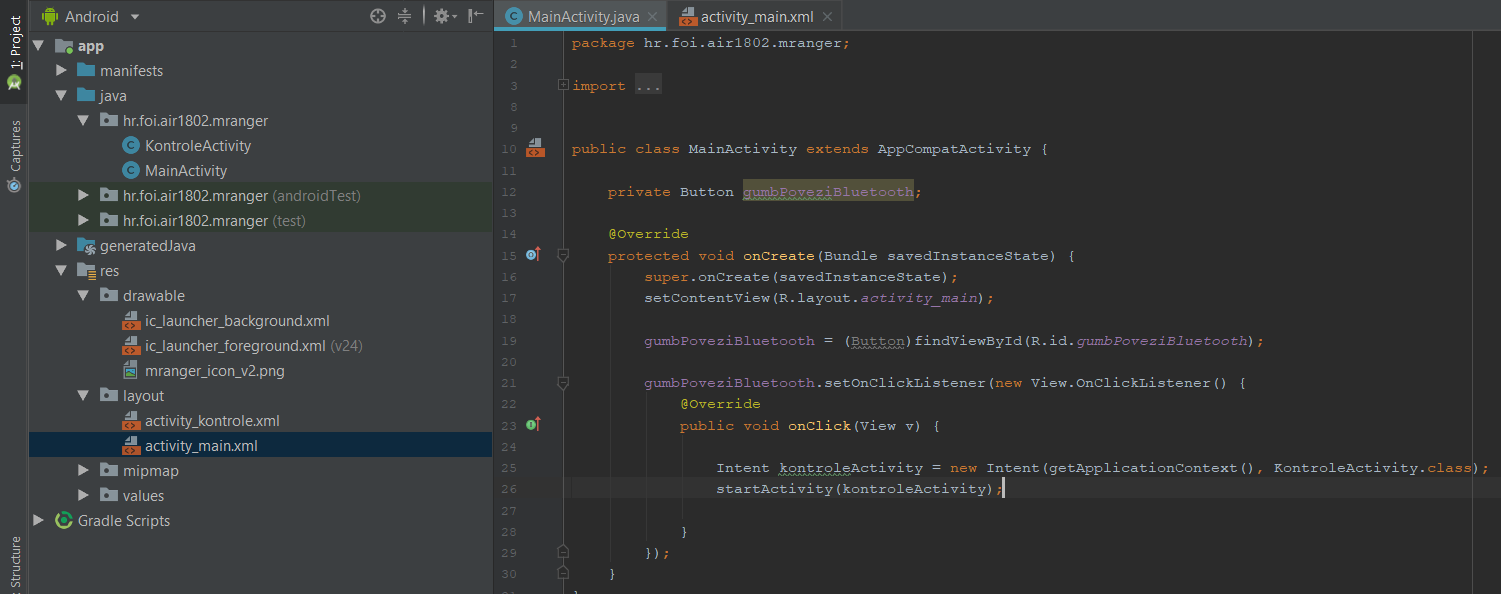 Android
MainActivity.java
activity_main.xml
1: Project
Captures
Structure
app
manifests
java
hr.foi.air1802.mranger
KontroleActivity
MainActivity
hr.foi.air1802.mranger (androidTest)
hr.foi.air1802.mranger (test)
generatedJava
res
drawable
ic_launcher_background.xml
ic_launcher_foreground.xml (v24)
mranger_icon_v2.png
layout
activity_kontrole.xml
activity_main.xml
mipmap
values
Gradle Scripts
1 package hr.foi.air1802.mranger;
2
3 import ...
8
9
10 public class MainActivity extends AppCompatActivity {
11
12 private Button gumbPoveziBluetooth;
13
14 @Override
15 protected void onCreate(Bundle savedInstanceState) {
16 super.onCreate(savedInstanceState);
17 setContentView(R.layout.activity_main);
18
19 gumbPoveziBluetooth = (Button)findViewById(R.id.gumbPoveziBluetooth);
20
21 gumbPoveziBluetooth.setOnClickListener(new View.OnClickListener() {
22 @Override
23 public void onClick(View v) {
24
25 Intent kontroleActivity = new Intent(getApplicationContext(), KontroleActivity.class);
26 startActivity(kontroleActivity);
27
28 }
29 });
30 }